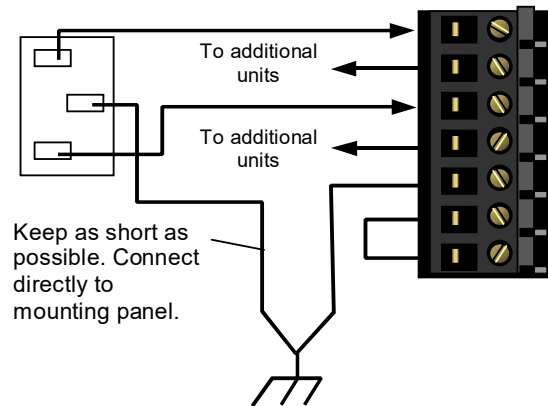 To additional
units
To additional
units
Keep as short as
possible. Connect
directly to
mounting panel.